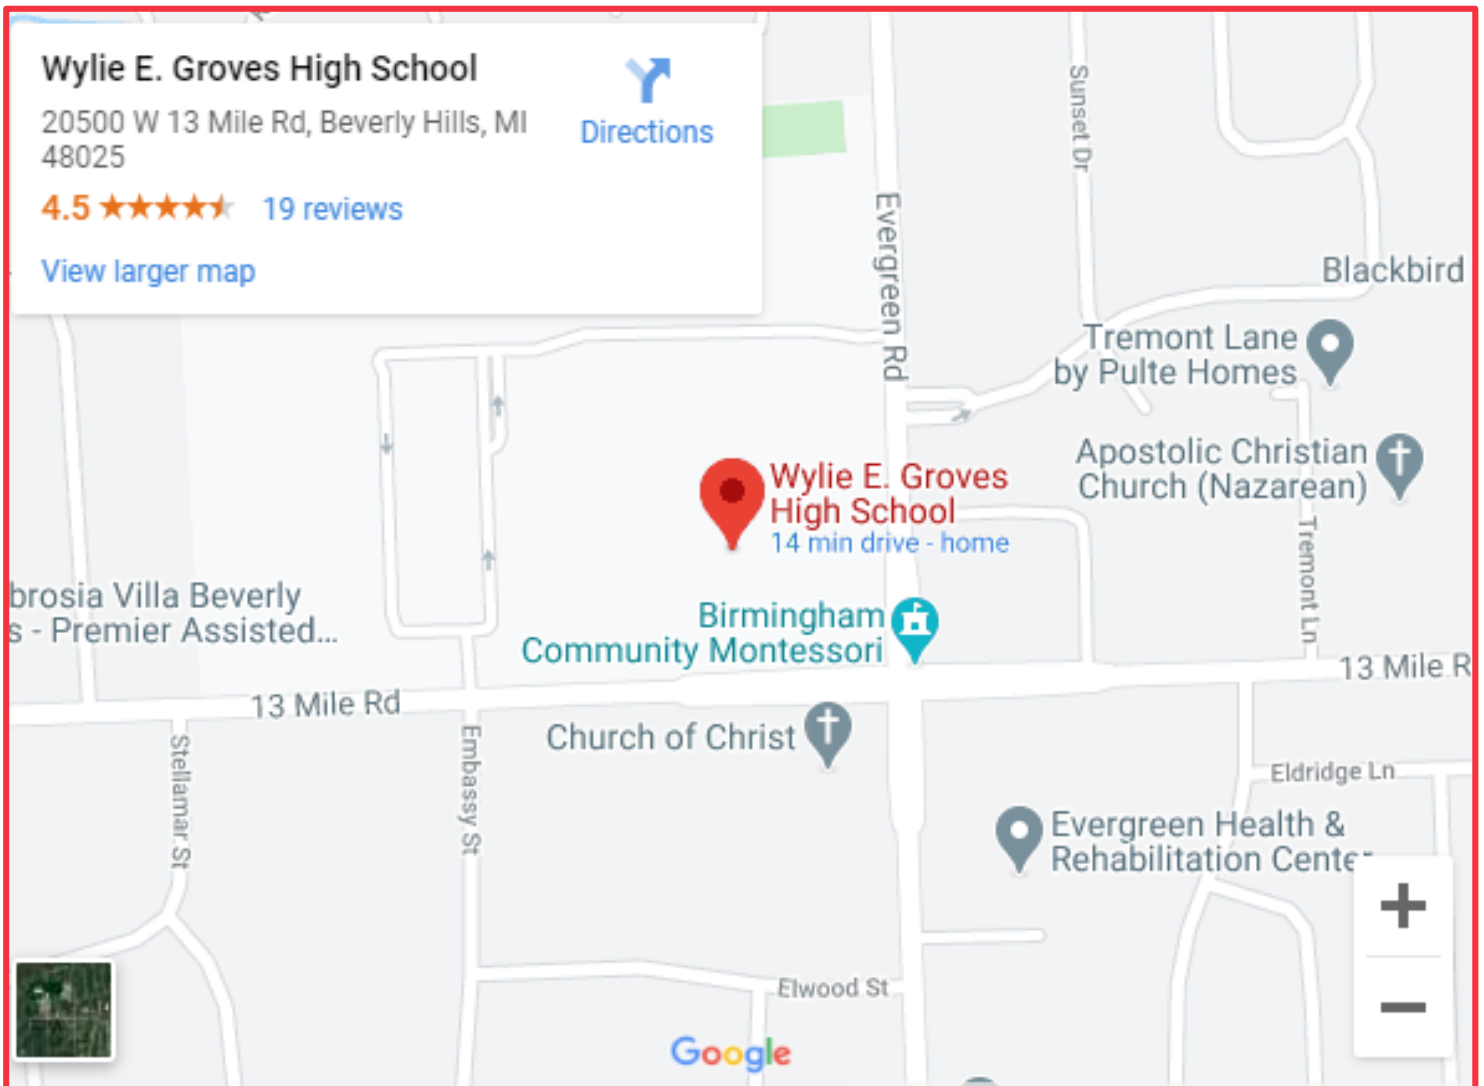 Wylie E. Groves High School
20500 W 13 Mile Rd, Beverly Hills, MI
48025
4.5
19 reviews
View larger map
Directions
Sunset Dr
Evergreen Rd
Blackbird
Tremont Lane
by Pulte Homes
Apostolic Christian
Church (Nazarean)
Wylie E. Groves
High School
14 min drive - home
Tremont Ln
brosia Villa Beverly
s - Premier Assisted...
Birmingham
Community Montessori
13 Mile R
13 Mile Rd
Church of Christ
Stellamar St
Embassy St
Eldridge Ln
Evergreen Health &
Rehabilitation Center
Elwood St
Google